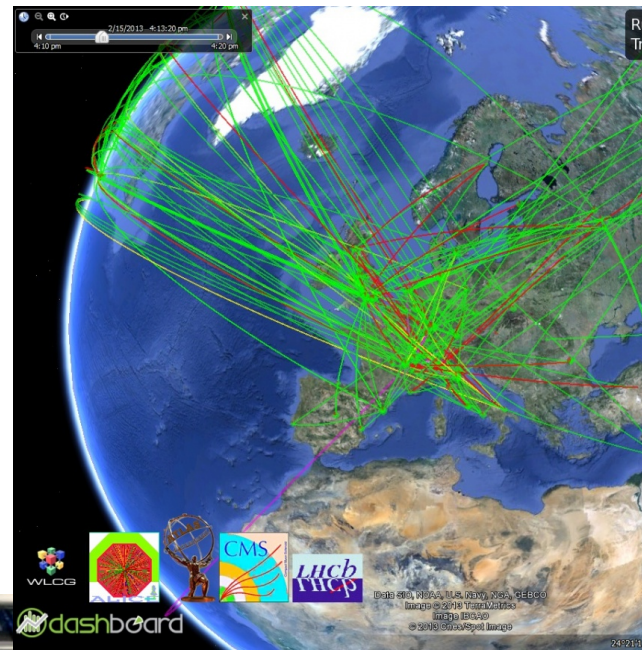 2/15/2013 4:13:20 pm
4:10 pm
4:20 pm
R
Tr
WLCG
CMS
LHCb
dashboard
Data SIO, NOAA, U.S. Navy, NGA, GEBCO
Image © 2013 TerraMetrics
Image IBCAO
© 2013 Cnes/Spot Image